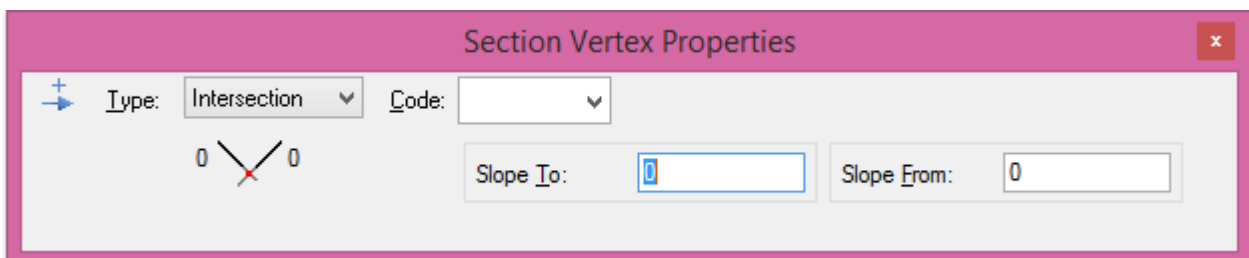 Section Vertex Properties
x
Type: Intersection Code:
0 0
Slope To: 0 Slope From: 0